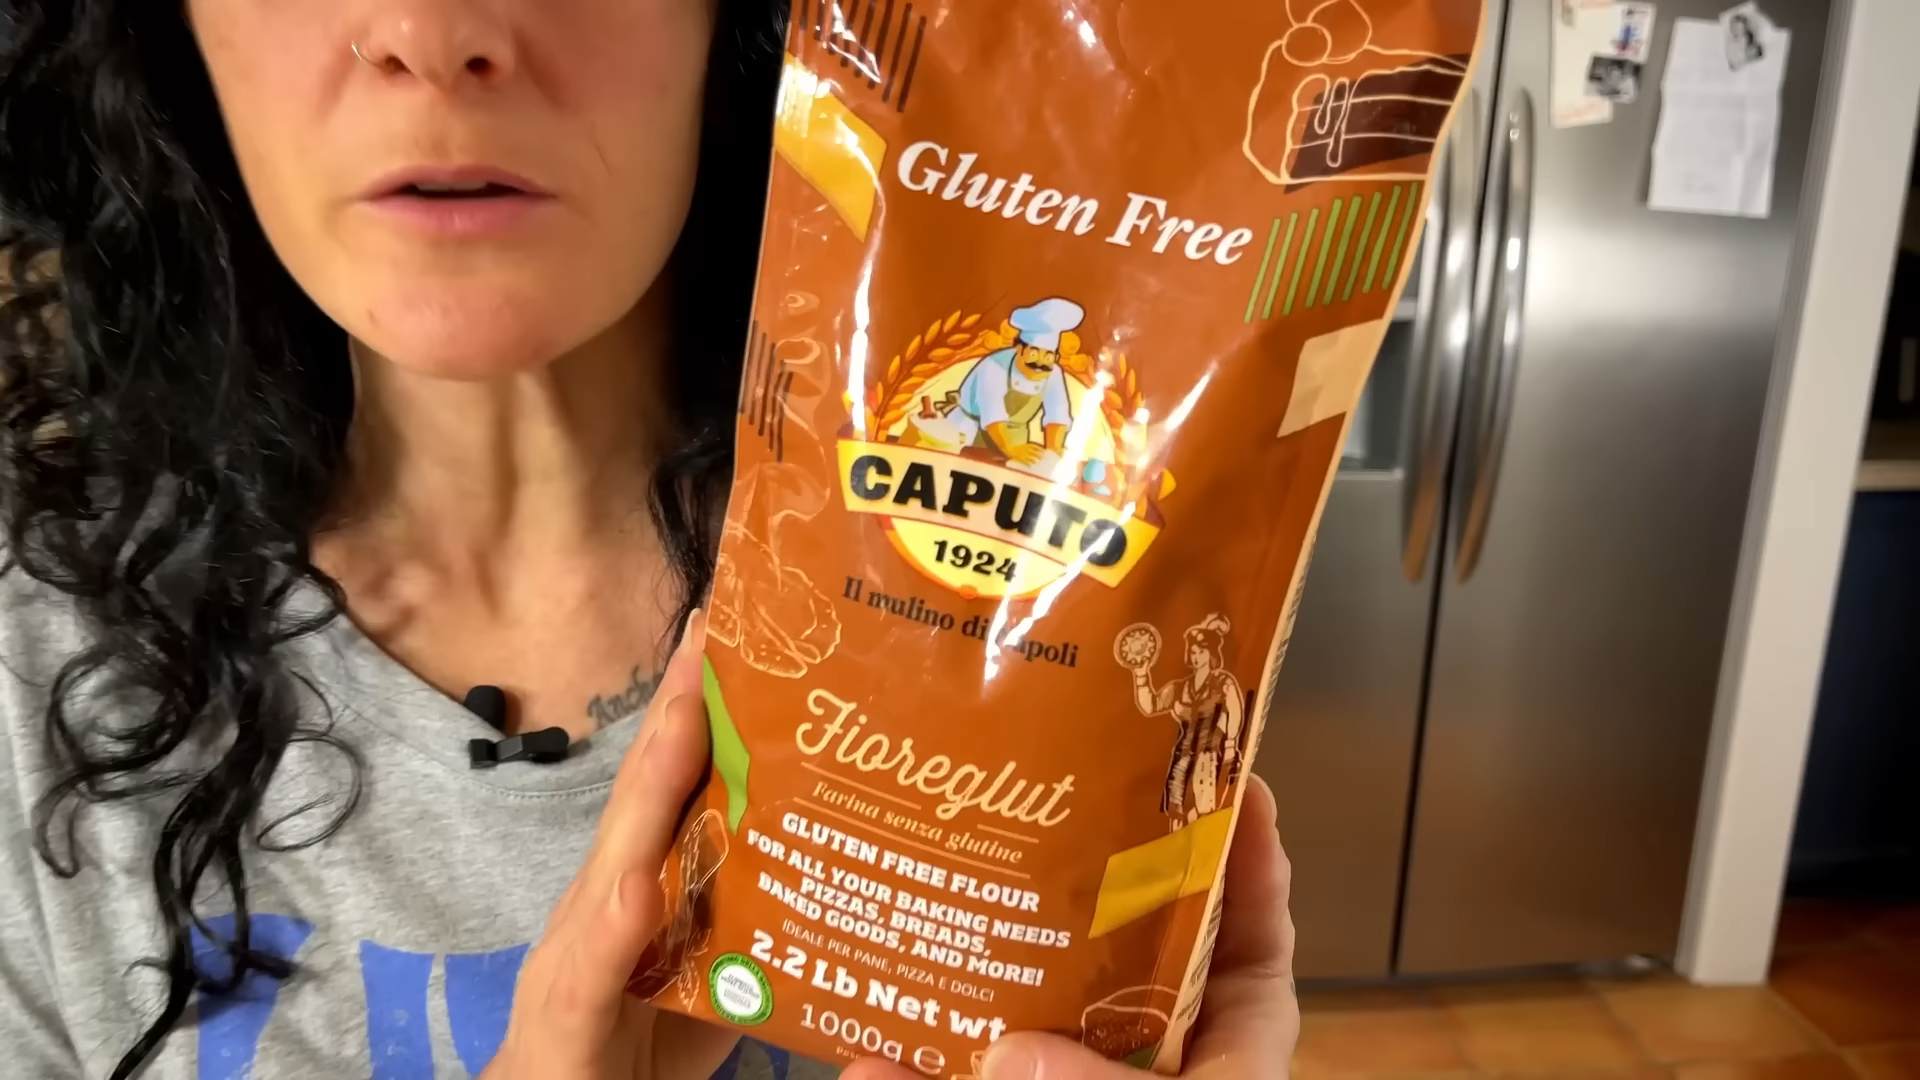 Gluten Free
CAPUTO
1924
Il mulino di
Fioreglut
Farina senza glutine
GLUTEN FREE FLOUR
FOR ALL YOUR BAKING NEEDS
PIZZAS, BREADS,
BAKED GOODS, AND MORE!
IDEALE PER PANE, PIZZA E DOLCI
2.2 Lb Net wt
1000g e